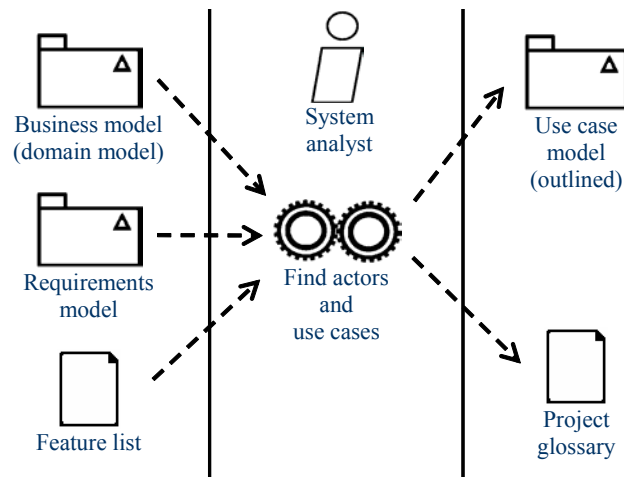 Business model
(domain model)
Requirements
model
Feature list
System
analyst
Find actors
and
use cases
Use case
model
(outlined)
Project
glossary